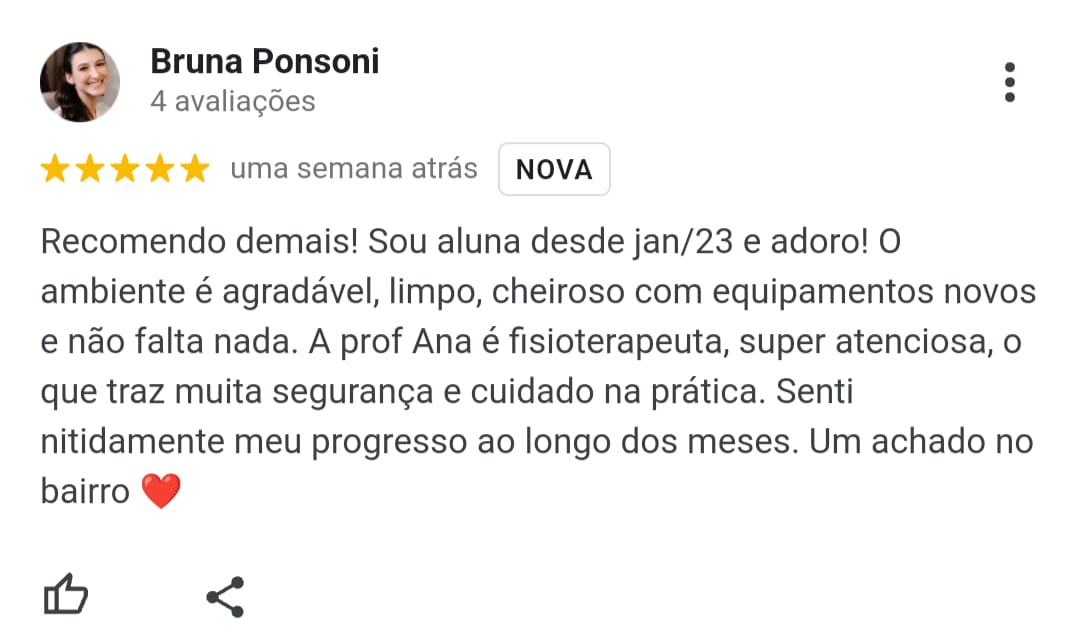 Bruna Ponsoni
4 avaliações
uma semana atrás NOVA
Recomendo demais! Sou aluna desde jan/23 e adoro! O
ambiente é agradável, limpo, cheiroso com equipamentos novos
e não falta nada. A prof Ana é fisioterapeuta, super atenciosa, o
que traz muita segurança e cuidado na prática. Senti
nitidamente meu progresso ao longo dos meses. Um achado no
bairro ❤️